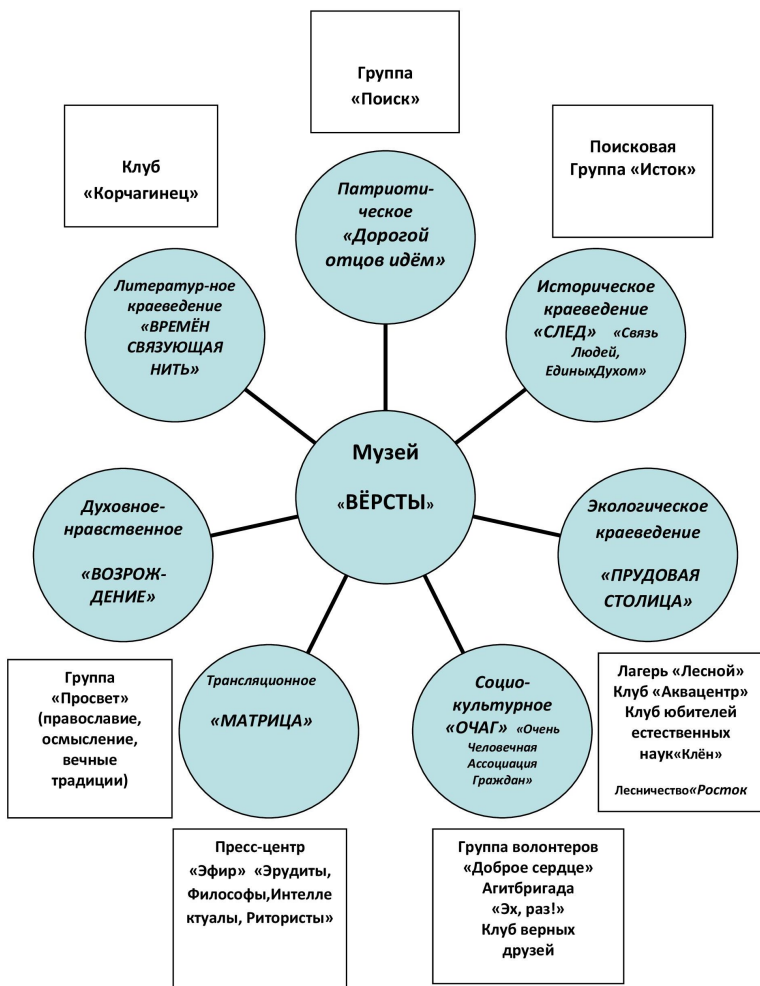 Группа
«Поиск»
Клуб
«Корчагинец»
Поисковая
Группа «Исток»
Патриоти-
ческое
«Дорогой
отцов идём»
Литератур-ное
краеведение
«ВРЕМЁН
СВЯЗУЮЩАЯ
НИТЬ»
Историческое
краеведение
«СЛЕД» «Связь
Людей,
ЕдиныхДухом»
Музей
«ВЁРСТЫ»
Духовное-
нравственное
«ВОЗРОЖ-
ДЕНИЕ»
Экологическое
краеведение
«ПРУДОВАЯ
СТОЛИЦА»
Трансляционное
«МАТРИЦА»
Социо-
культурное
«ОЧАГ» «Очень
Человечная
Ассоциация
Граждан»
Группа
«Просвет»
(православие,
осмысление,
вечные
традиции)
Лагерь «Лесной»
Клуб «Аквацентр»
Клуб юбителей
естественных
наук«Клён»
Лесничество«Росток
Пресс-центр
«Эфир» «Эрудиты,
Философы,Интелле
ктуалы, Ритористы»
Группа волонтеров
«Доброе сердце»
Агитбригада
«Эх, раз!»
Клуб верных
друзей